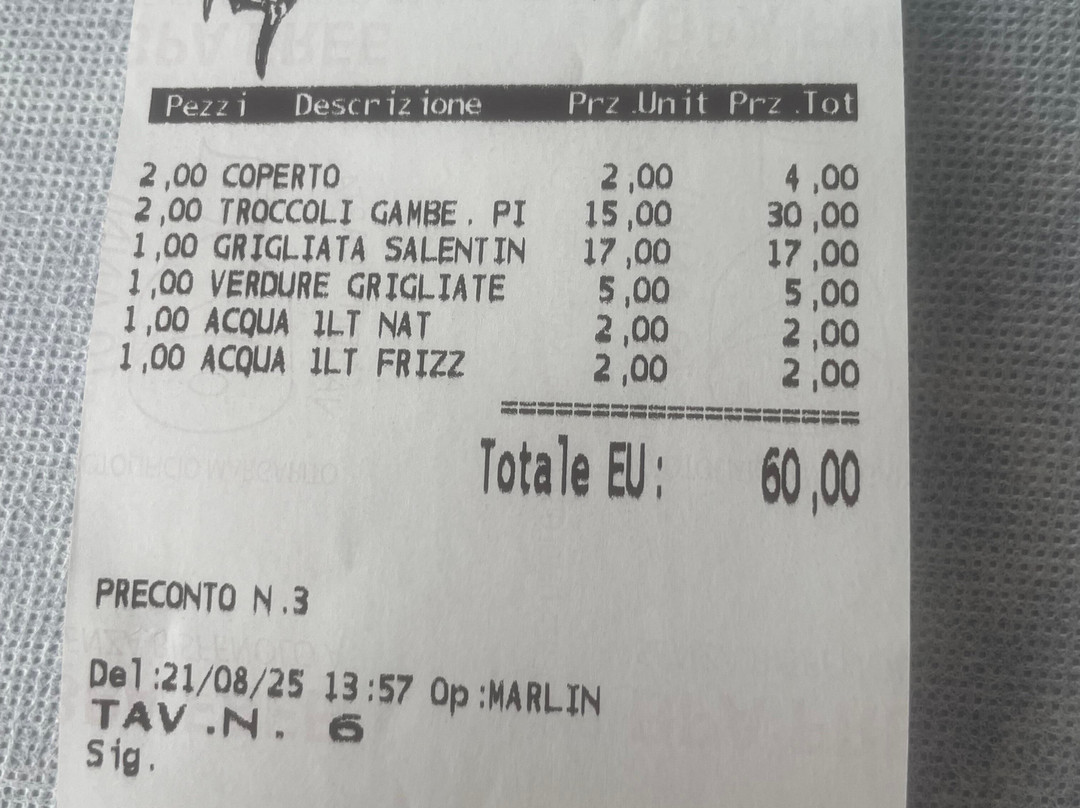 Pezzi Descrizione Prz.Unit Prz.Tot
2,00 COPERTO 2,00 4,00
2,00 TROCCOLI GAMBE. PI 15,00 30,00
1,00 GRIGLIATA SALENTIN 17,00 17,00
1,00 VERDURE GRIGLIATE 5,00 5,00
1,00 ACQUA 1LT NAT 2,00 2,00
1,00 ACQUA 1LT FRIZZ 2,00 2,00
====================
Totale EU: 60,00
PRECONTO N.3
Del:21/08/25 13:57 Op:MARLIN
TAV.N. 6
Sig.